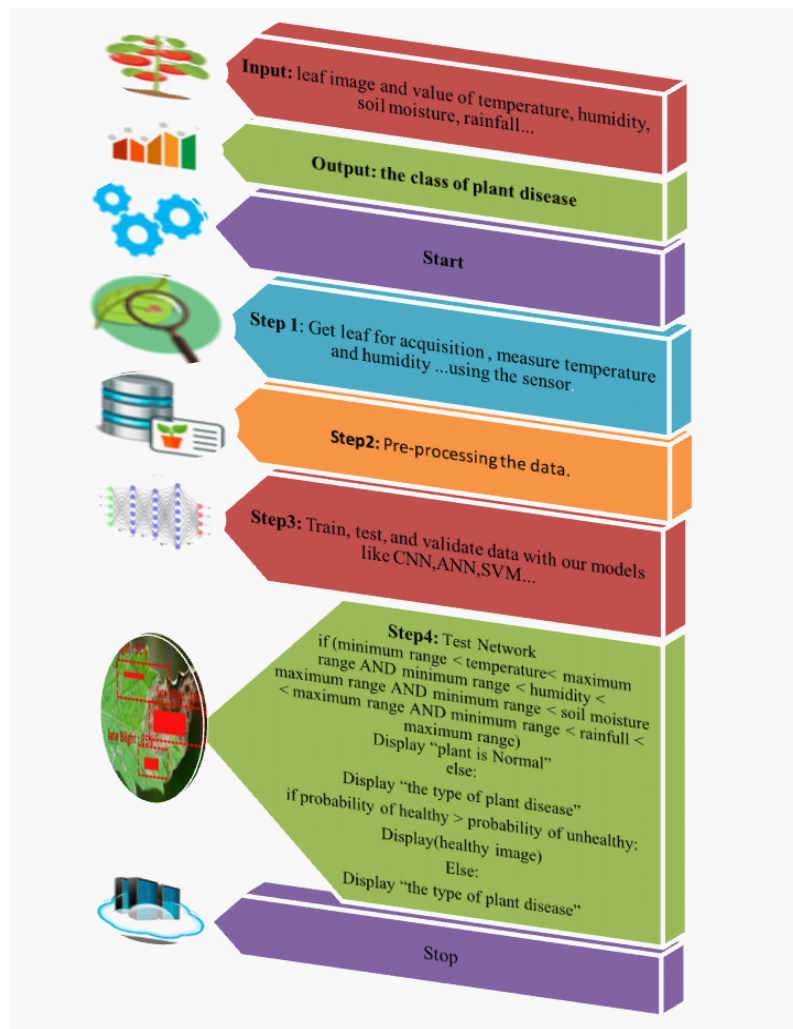 Input: leaf image and value of temperature, humidity,
soil moisture, rainfall...
Output: the class of plant disease
Start
Step 1: Get leaf for acquisition , measure temperature
and humidity ...using the sensor.
Step2: Pre-processing the data.
Step3: Train, test, and validate data with our models
like CNN,ANN,SVM...
Step4: Test Network
if (minimum range < temperature< maximum
range AND minimum range < humidity <
maximum range AND minimum range < soil moisture
< maximum range AND minimum range < rainfall <
maximum range)
Display “plant is Normal”
else:
Display “the type of plant disease”
if probability of healthy > probability of unhealthy:
Display(healthy image)
Else:
Display “the type of plant disease”
late Blight
Stop